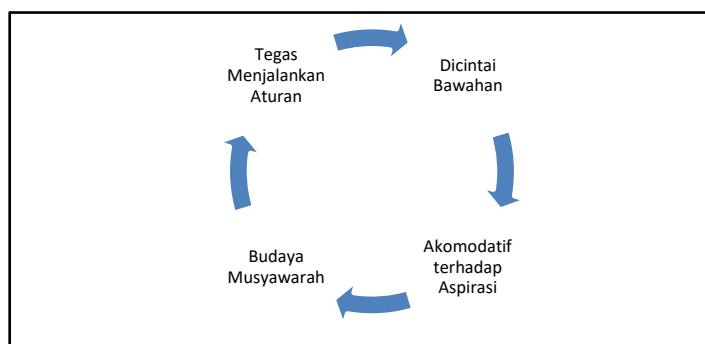 Tegas
Menjalankan
Aturan
Dicintai
Bawahan
Akomodatif
terhadap
Aspirasi
Budaya
Musyawarah